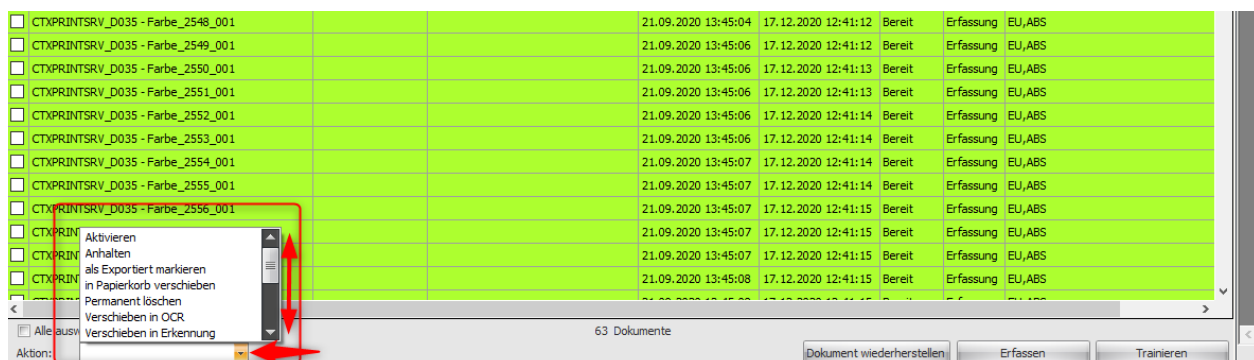 CTXPRINTSRV_D035 - Farbe_2548_001 21.09.2020 13:45:04 17.12.2020 12:41:12 Bereit Erfassung EU,ABS
CTXPRINTSRV_D035 - Farbe_2549_001 21.09.2020 13:45:06 17.12.2020 12:41:12 Bereit Erfassung EU,ABS
CTXPRINTSRV_D035 - Farbe_2550_001 21.09.2020 13:45:06 17.12.2020 12:41:13 Bereit Erfassung EU,ABS
CTXPRINTSRV_D035 - Farbe_2551_001 21.09.2020 13:45:06 17.12.2020 12:41:13 Bereit Erfassung EU,ABS
CTXPRINTSRV_D035 - Farbe_2552_001 21.09.2020 13:45:06 17.12.2020 12:41:14 Bereit Erfassung EU,ABS
CTXPRINTSRV_D035 - Farbe_2553_001 21.09.2020 13:45:06 17.12.2020 12:41:14 Bereit Erfassung EU,ABS
CTXPRINTSRV_D035 - Farbe_2554_001 21.09.2020 13:45:07 17.12.2020 12:41:14 Bereit Erfassung EU,ABS
CTXPRINTSRV_D035 - Farbe_2555_001 21.09.2020 13:45:07 17.12.2020 12:41:14 Bereit Erfassung EU,ABS
CTXPRINTSRV_D035 - Farbe_2556_001 21.09.2020 13:45:07 17.12.2020 12:41:15 Bereit Erfassung EU,ABS
CTXPRIN 21.09.2020 13:45:07 17.12.2020 12:41:15 Bereit Erfassung EU,ABS
CTXPRIN 21.09.2020 13:45:07 17.12.2020 12:41:15 Bereit Erfassung EU,ABS
CTXPRIN 21.09.2020 13:45:08 17.12.2020 12:41:15 Bereit Erfassung EU,ABS
Aktivieren
Anhalten
als Exportiert markieren
in Papierkorb verschieben
Permanent löschen
Verschieben in OCR
Verschieben in Erkennung
Alle ausw 63 Dokumente
Aktion: Dokument wiederherstellen Erfassen Trainieren